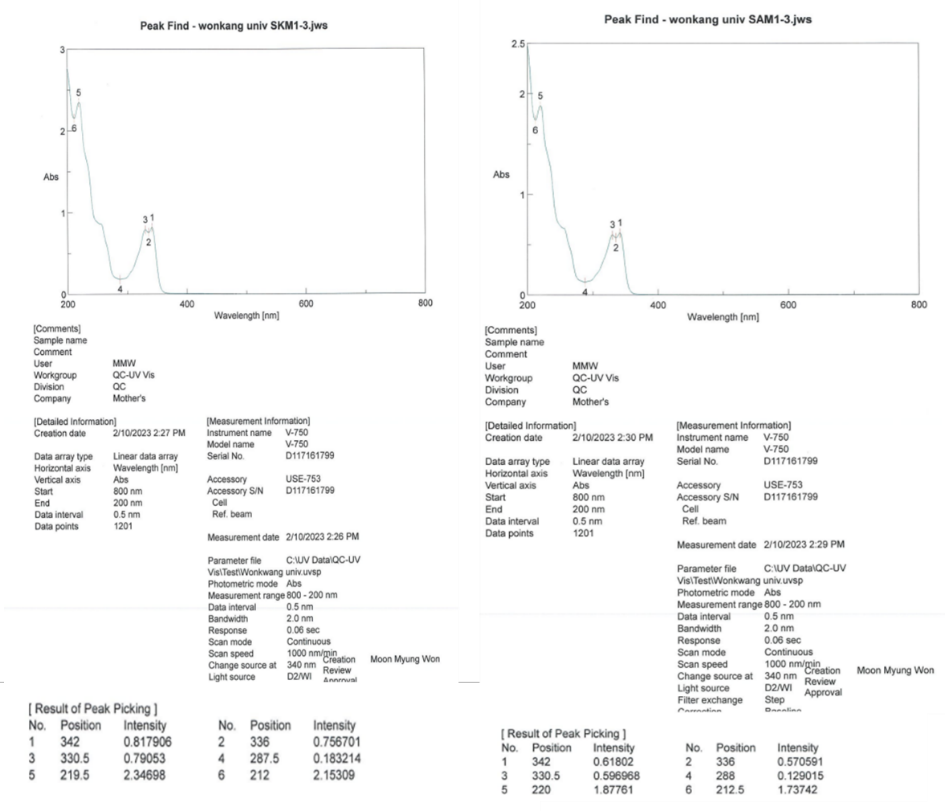 Peak Find - wonkang univ SKM1-3.jws
3
2
1
0
Abs
5
6
3 1
2
4
200
400
600
800
Wavelength [nm]
[Comments]
Sample name
Comment
User MMW
Workgroup QC-UV Vis
Division QC
Company Mother's
[Detailed Information]
Creation date 2/10/2023 2:27 PM
Data array type Linear data array
Horizontal axis Wavelength [nm]
Vertical axis Abs
Start 800 nm
End 200 nm
Data interval 0.5 nm
Data points 1201
[Measurement Information]
Instrument name V-750
Model name V-750
Serial No. D117161799
Accessory USE-753
Accessory S/N D117161799
Cell
Ref. beam
Measurement date 2/10/2023 2:26 PM
Parameter file C:\UV Data\QC-UV
Vis\Test\Wonkwang univ.uvsp
Photometric mode Abs
Measurement range 800 - 200 nm
Data interval 0.5 nm
Bandwidth 2.0 nm
Response 0.06 sec
Scan mode Continuous
Scan speed 1000 nm/min
Change source at 340 nm
Light source D2/WI
Creation Moon Myung Won
Review
Approval
[ Result of Peak Picking ]
No. Position Intensity No. Position Intensity
1 342 0.817906 2 336 0.756701
3 330.5 0.79053 4 287.5 0.183214
5 219.5 2.34698 6 212 2.15309
Peak Find - wonkang univ SAM1-3.jws
2.5
2
1
0
Abs
5
6
3 1
2
4
200
400
600
800
Wavelength [nm]
[Comments]
Sample name
Comment
User MMW
Workgroup QC-UV Vis
Division QC
Company Mother's
[Detailed Information]
Creation date 2/10/2023 2:30 PM
Data array type Linear data array
Horizontal axis Wavelength [nm]
Vertical axis Abs
Start 800 nm
End 200 nm
Data interval 0.5 nm
Data points 1201
[Measurement Information]
Instrument name V-750
Model name V-750
Serial No. D117161799
Accessory USE-753
Accessory S/N D117161799
Cell
Ref. beam
Measurement date 2/10/2023 2:29 PM
Parameter file C:\UV Data\QC-UV
Vis\Test\Wonkwang univ.uvsp
Photometric mode Abs
Measurement range 800 - 200 nm
Data interval 0.5 nm
Bandwidth 2.0 nm
Response 0.06 sec
Scan mode Continuous
Scan speed 1000 nm/min
Change source at 340 nm
Light source D2/WI
Filter exchange Step
Correction Baseline
Creation Moon Myung Won
Review
Approval
[ Result of Peak Picking ]
No. Position Intensity No. Position Intensity
1 342 0.61802 2 336 0.570591
3 330.5 0.596968 4 288 0.129015
5 220 1.87761 6 212.5 1.73742